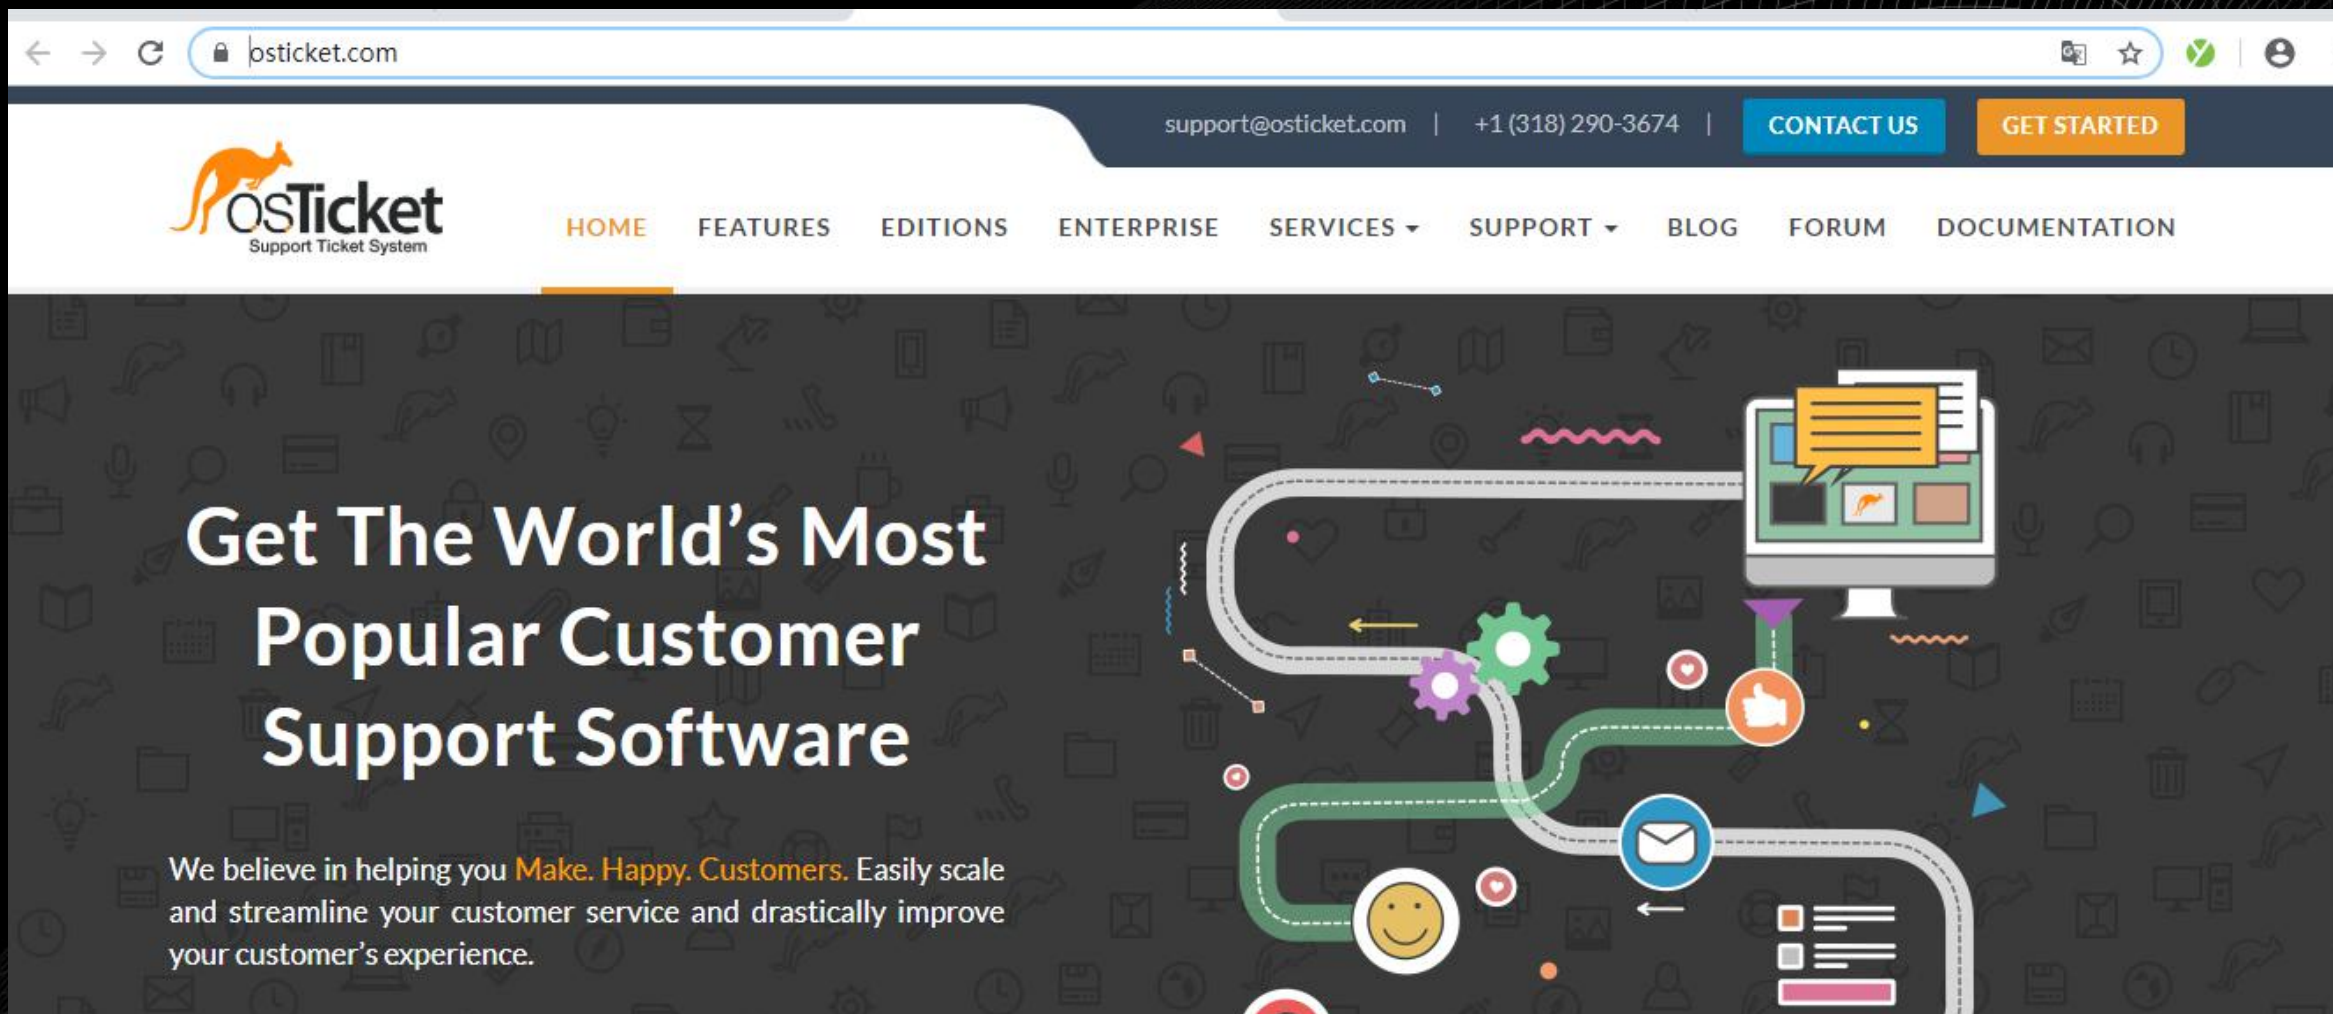 osticket.com
support@osticket.com | +1 (318) 290-3674 | CONTACT US GET STARTED
osTicket
Support Ticket System
HOME FEATURES EDITIONS ENTERPRISE SERVICES SUPPORT BLOG FORUM DOCUMENTATION
Get The World’s Most
Popular Customer
Support Software
We believe in helping you Make. Happy. Customers. Easily scale
and streamline your customer service and drastically improve
your customer’s experience.